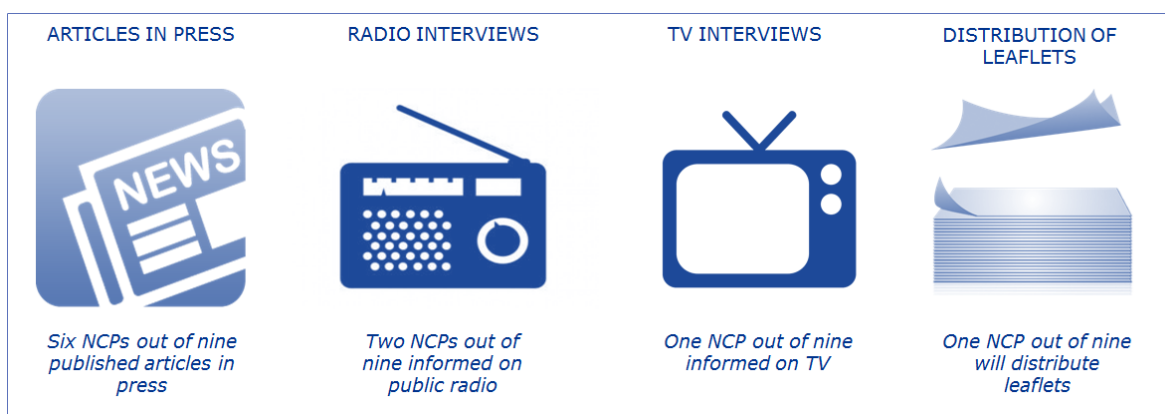 ARTICLES IN PRESS
RADIO INTERVIEWS
TV INTERVIEWS
DISTRIBUTION OF
LEAFLETS
NEWS
Six NCPs out of nine
published articles in
press
Two NCPs out of
nine informed on
public radio
One NCP out of nine
informed on TV
One NCP out of nine
will distribute
leaflets